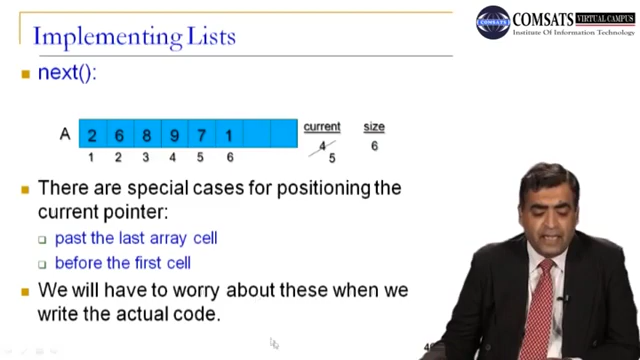 Implementing Lists
COMSATS VIRTUAL CAMPUS
Institute Of Information Technology
next():
A 2 6 8 9 7 1
1 2 3 4 5 6
current size
4 6
5
There are special cases for positioning the
current pointer:
past the last array cell
before the first cell
We will have to worry about these when we
write the actual code.